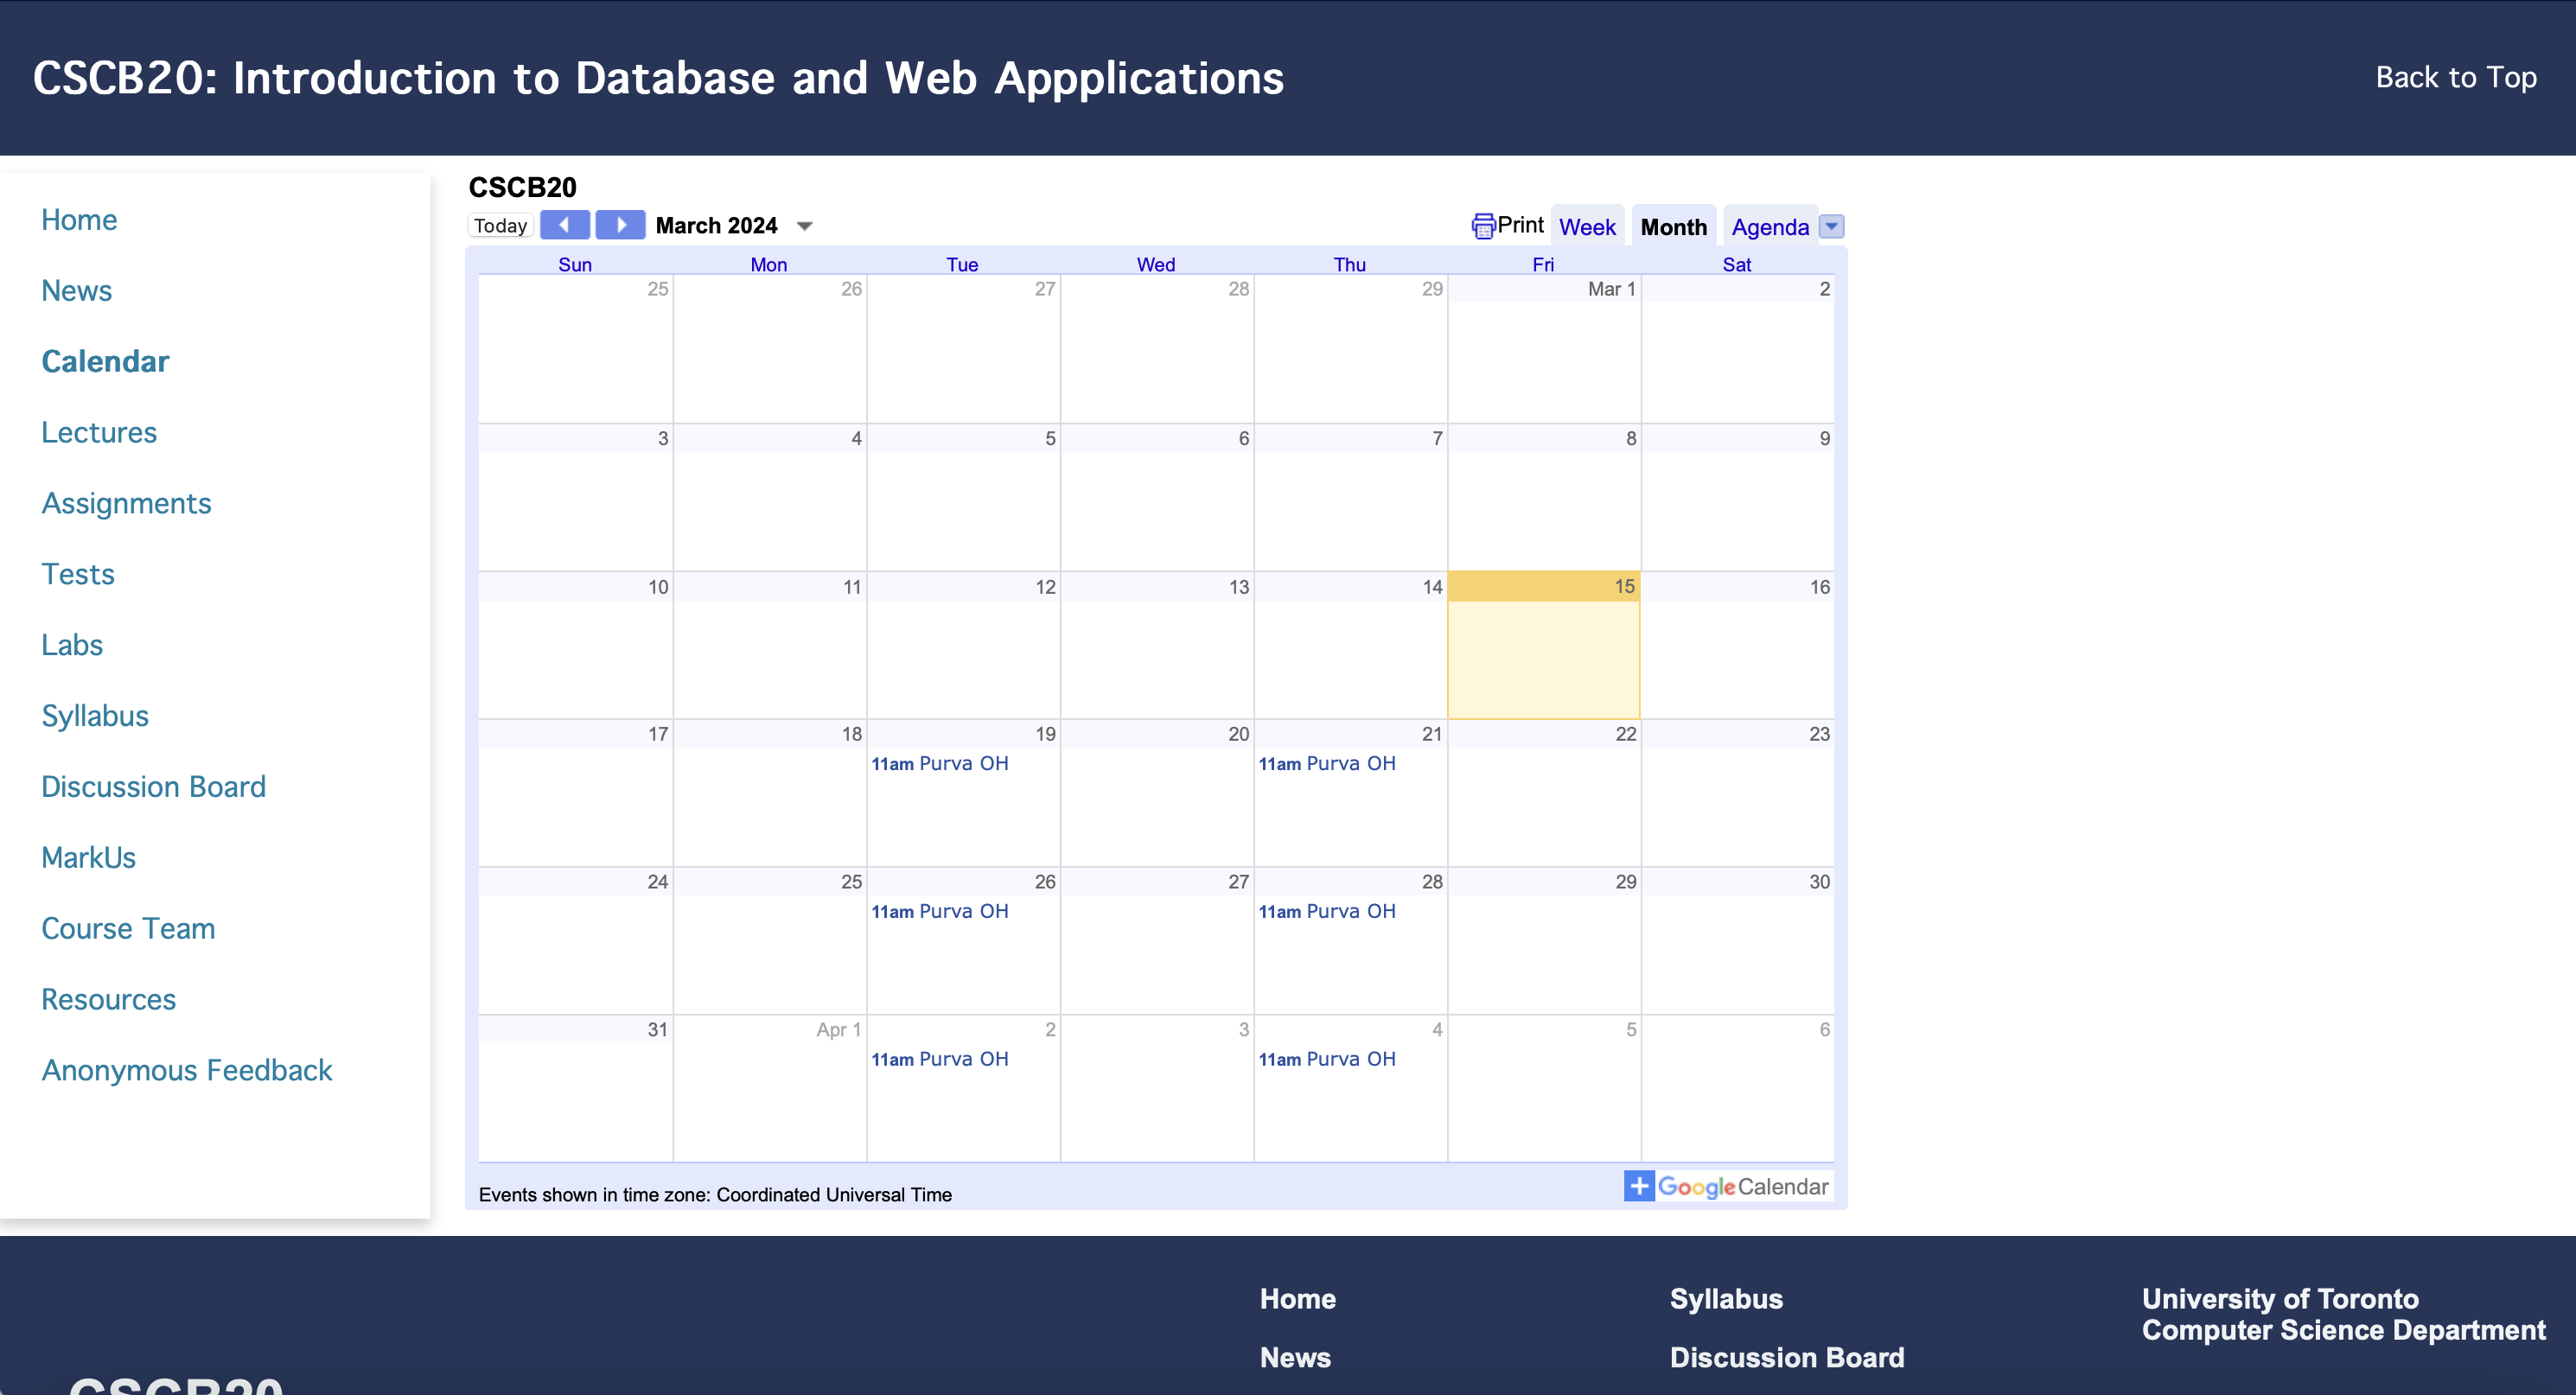 CSCB20: Introduction to Database and Web Appplications
Back to Top
Home
News
Calendar
Lectures
Assignments
Tests
Labs
Syllabus
Discussion Board
MarkUs
Course Team
Resources
Anonymous Feedback
CSCB20
Today March 2024 Print Week Month Agenda
Sun Mon Tue Wed Thu Fri Sat
25 26 27 28 29 Mar 1 2
3 4 5 6 7 8 9
10 11 12 13 14 15 16
17 18 19 20 21 22 23
11am Purva OH 11am Purva OH
24 25 26 27 28 29 30
11am Purva OH 11am Purva OH
31 Apr 1 2 3 4 5 6
11am Purva OH 11am Purva OH
Events shown in time zone: Coordinated Universal Time
Google Calendar
Home Syllabus University of Toronto
Computer Science Department
News Discussion Board
CSCB20